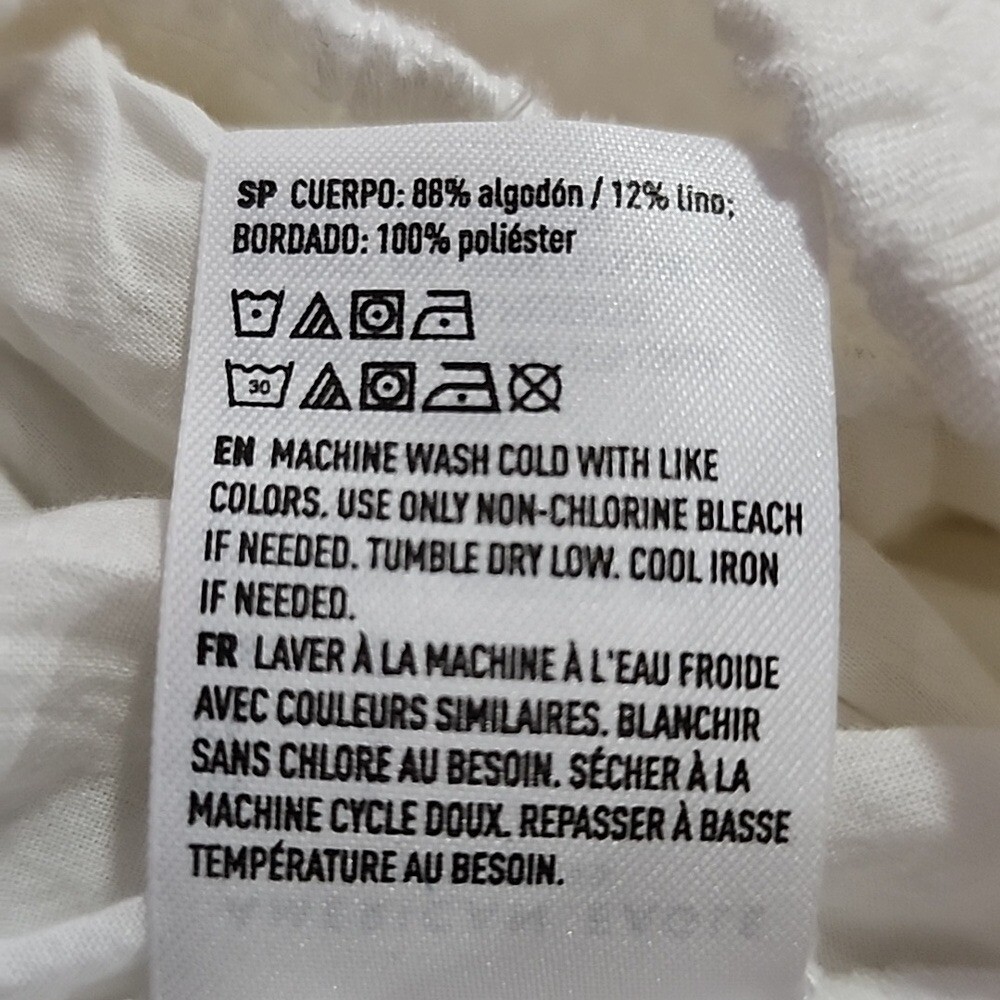 SP CUERPO: 88% algodón / 12% lino;
BORDADO: 100% poliéster
30
EN MACHINE WASH COLD WITH LIKE
COLORS. USE ONLY NON-CHLORINE BLEACH
IF NEEDED. TUMBLE DRY LOW. COOL IRON
IF NEEDED.
FR LAVER À LA MACHINE À L'EAU FROIDE
AVEC COULEURS SIMILAIRES. BLANCHIR
SANS CHLORE AU BESOIN. SÉCHER À LA
MACHINE CYCLE DOUX. REPASSER À BASSE
TEMPÉRATURE AU BESOIN.